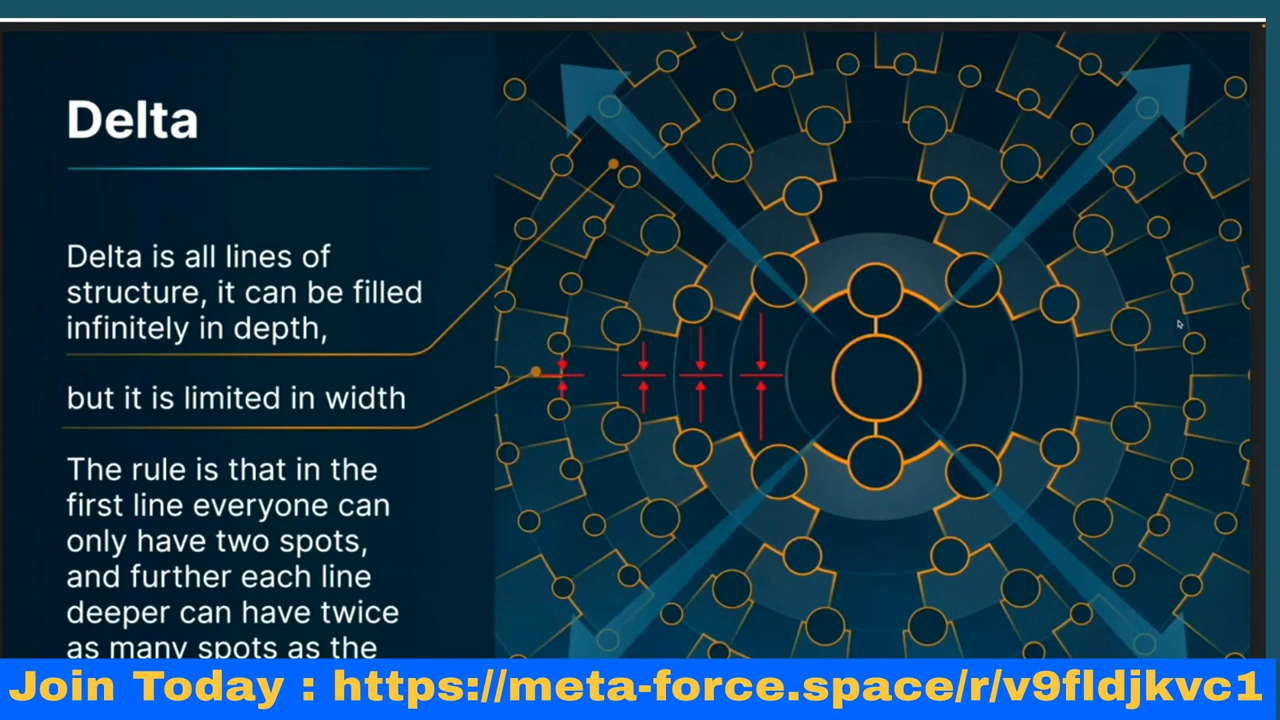 Delta
Delta is all lines of
structure, it can be filled
infinitely in depth,
but it is limited in width
The rule is that in the
first line everyone can
only have two spots,
and further each line
deeper can have twice
as many spots as the
Join Today : https://meta-force.space/r/v9fldjkvc1